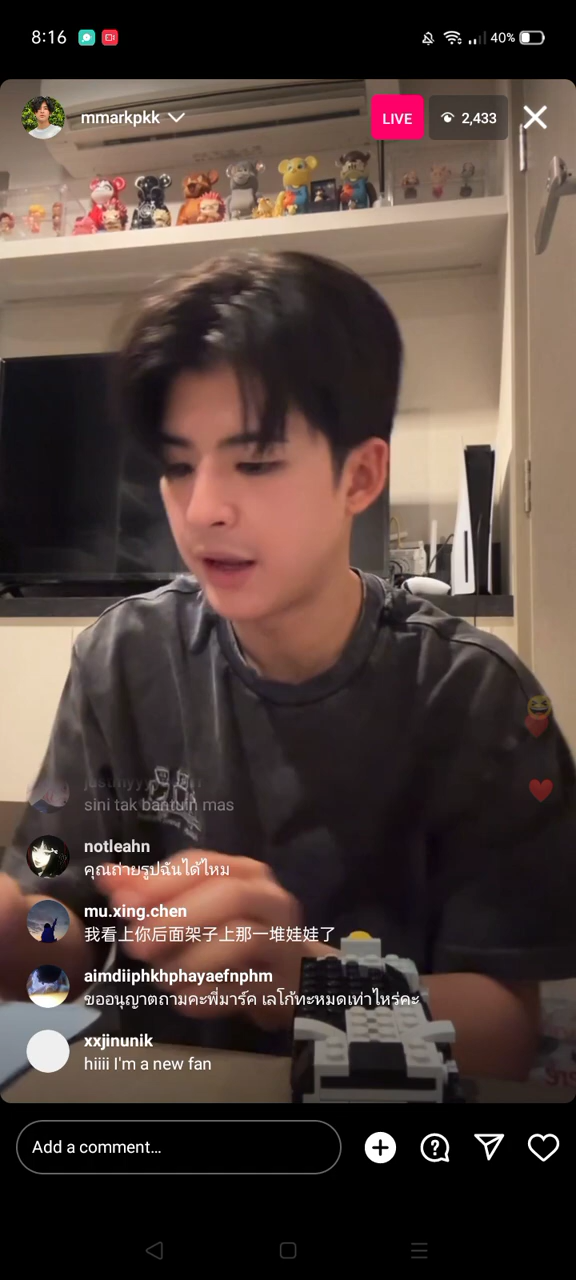 8:16
40%
mmarkpkk
LIVE
2,433
sini tak bantuin mas
notleahn
คุณถ่ายรูปฉันได้ไหม
mu.xing.chen
我看上你后面架子上那一堆娃娃了
aimdiiphkhphayaefnphm
ขออนุญาตถามคะพี่มาร์ค เลโก้ทะหมดเท่าไหร่คะ
xxjinunik
hiiii I'm a new fan
Add a comment...